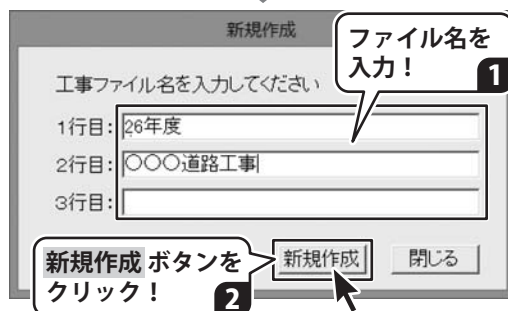 新規作成
ファイル名を
入力！
1
工事ファイル名を入力してください
1行目：26年度
2行目：〇〇〇道路工事
3行目：
新規作成 ボタンを
クリック！
2
新規作成
閉じる